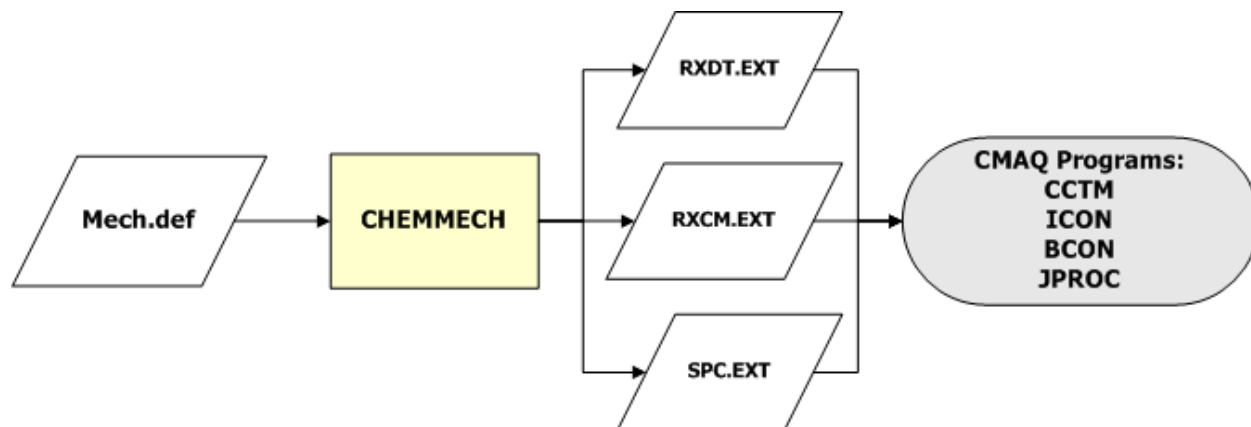 Mech.def
CHEMMECH
RXDT.EXT
RXCM.EXT
SPC.EXT
CMAQ Programs:
CCTM
ICON
BCON
JPROC